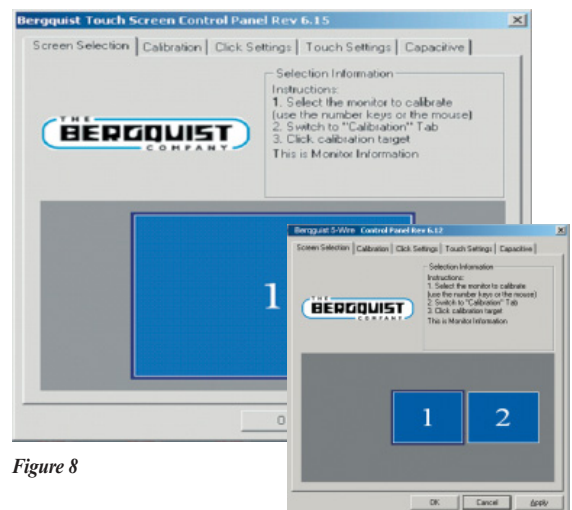 Bergquist Touch Screen Control Panel Rev 6.15
Screen Selection Calibration Click Settings Touch Settings Capacitive
Selection Information
Instructions:
1. Select the monitor to calibrate
(use the number keys or the mouse)
2. Switch to "Calibration" Tab
3. Click calibration target
This is Monitor Information
THE
BERGQUIST
COMPANY
1
O
Bergquist 5-Wire Control Panel Rev 6.12
Screen Selection Calibration Click Settings Touch Settings Capacitive
Selection Information
Instructions:
1. Select the monitor to calibrate
(use the number keys or the mouse)
2. Switch to "Calibration" Tab
3. Click calibration target
This is Monitor Information
THE
BERGQUIST
COMPANY
1 2
OK Cancel Apply
Figure 8